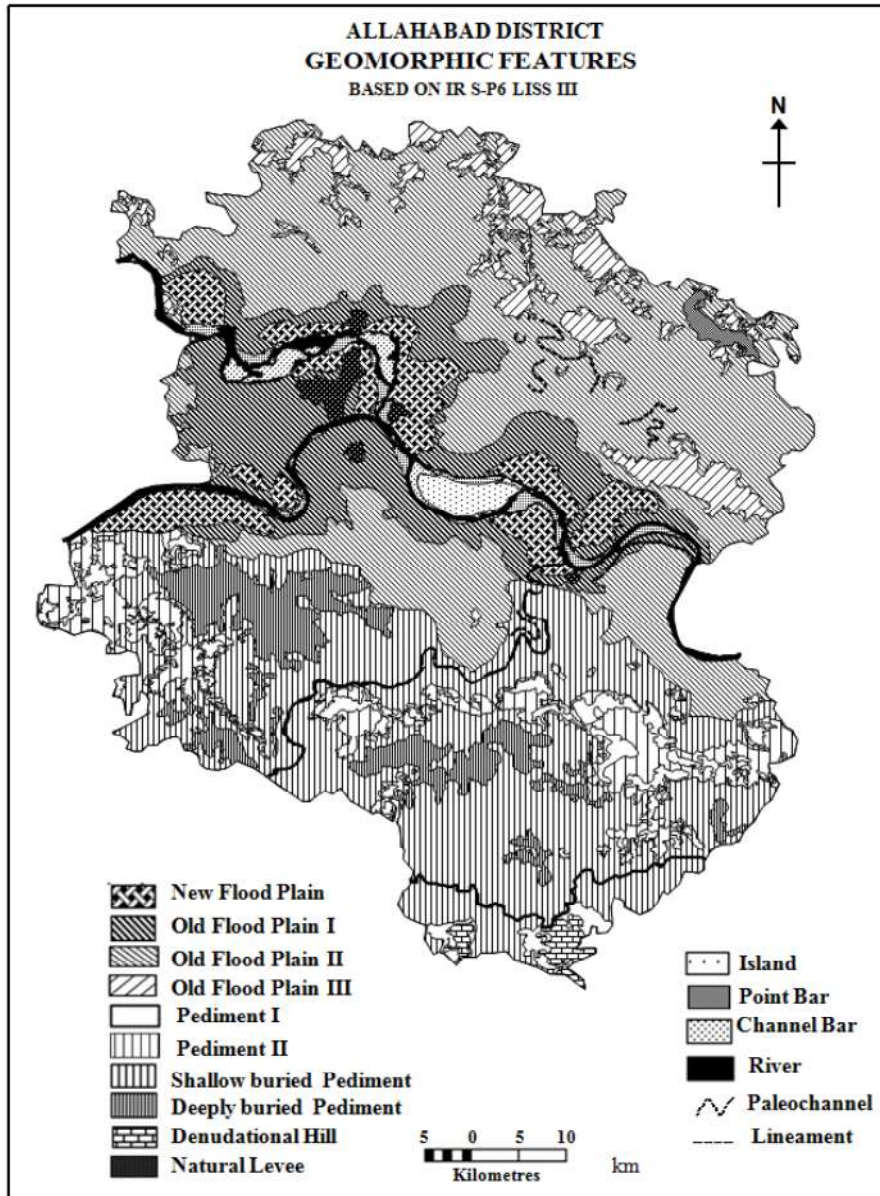 ALLAHABAD DISTRICT
GEOMORPHIC FEATURES
BASED ON IR S-P6 LISS III
N
New Flood Plain
Old Flood Plain I
Old Flood Plain II
Old Flood Plain III
Pediment I
Pediment II
Shallow buried Pediment
Deeply buried Pediment
Denudational Hill
Natural Levee
Island
Point Bar
Channel Bar
River
Paleochannel
Lineament
5 0 5 10
Kilometres
km